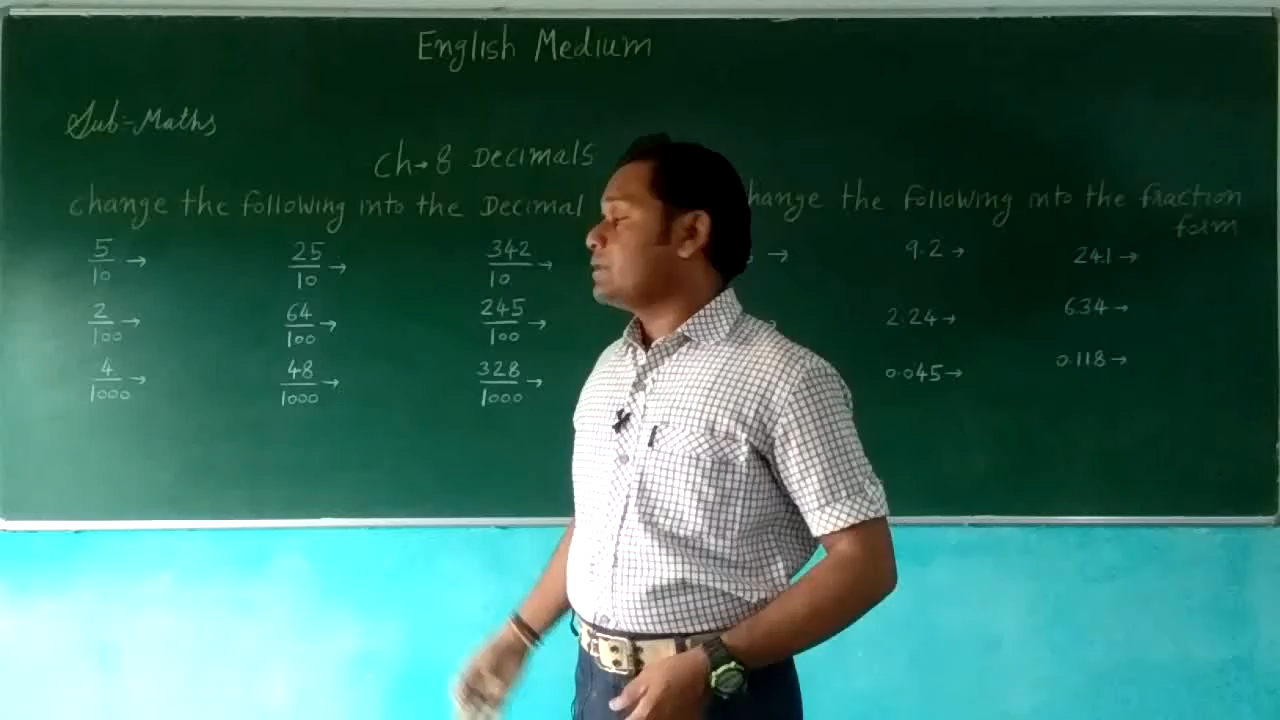 English Medium
Sub:- Maths
Ch→ 8 Decimals
change the following into the Decimal
hange the following into the fraction form
5/10 → 25/10 → 342/10 →
→ 9.2 → 24.1 →
2/100 → 64/100 → 245/100 →
2.24 → 6.34 →
4/1000 → 48/1000 → 328/1000 →
0.045 → 0.118 →